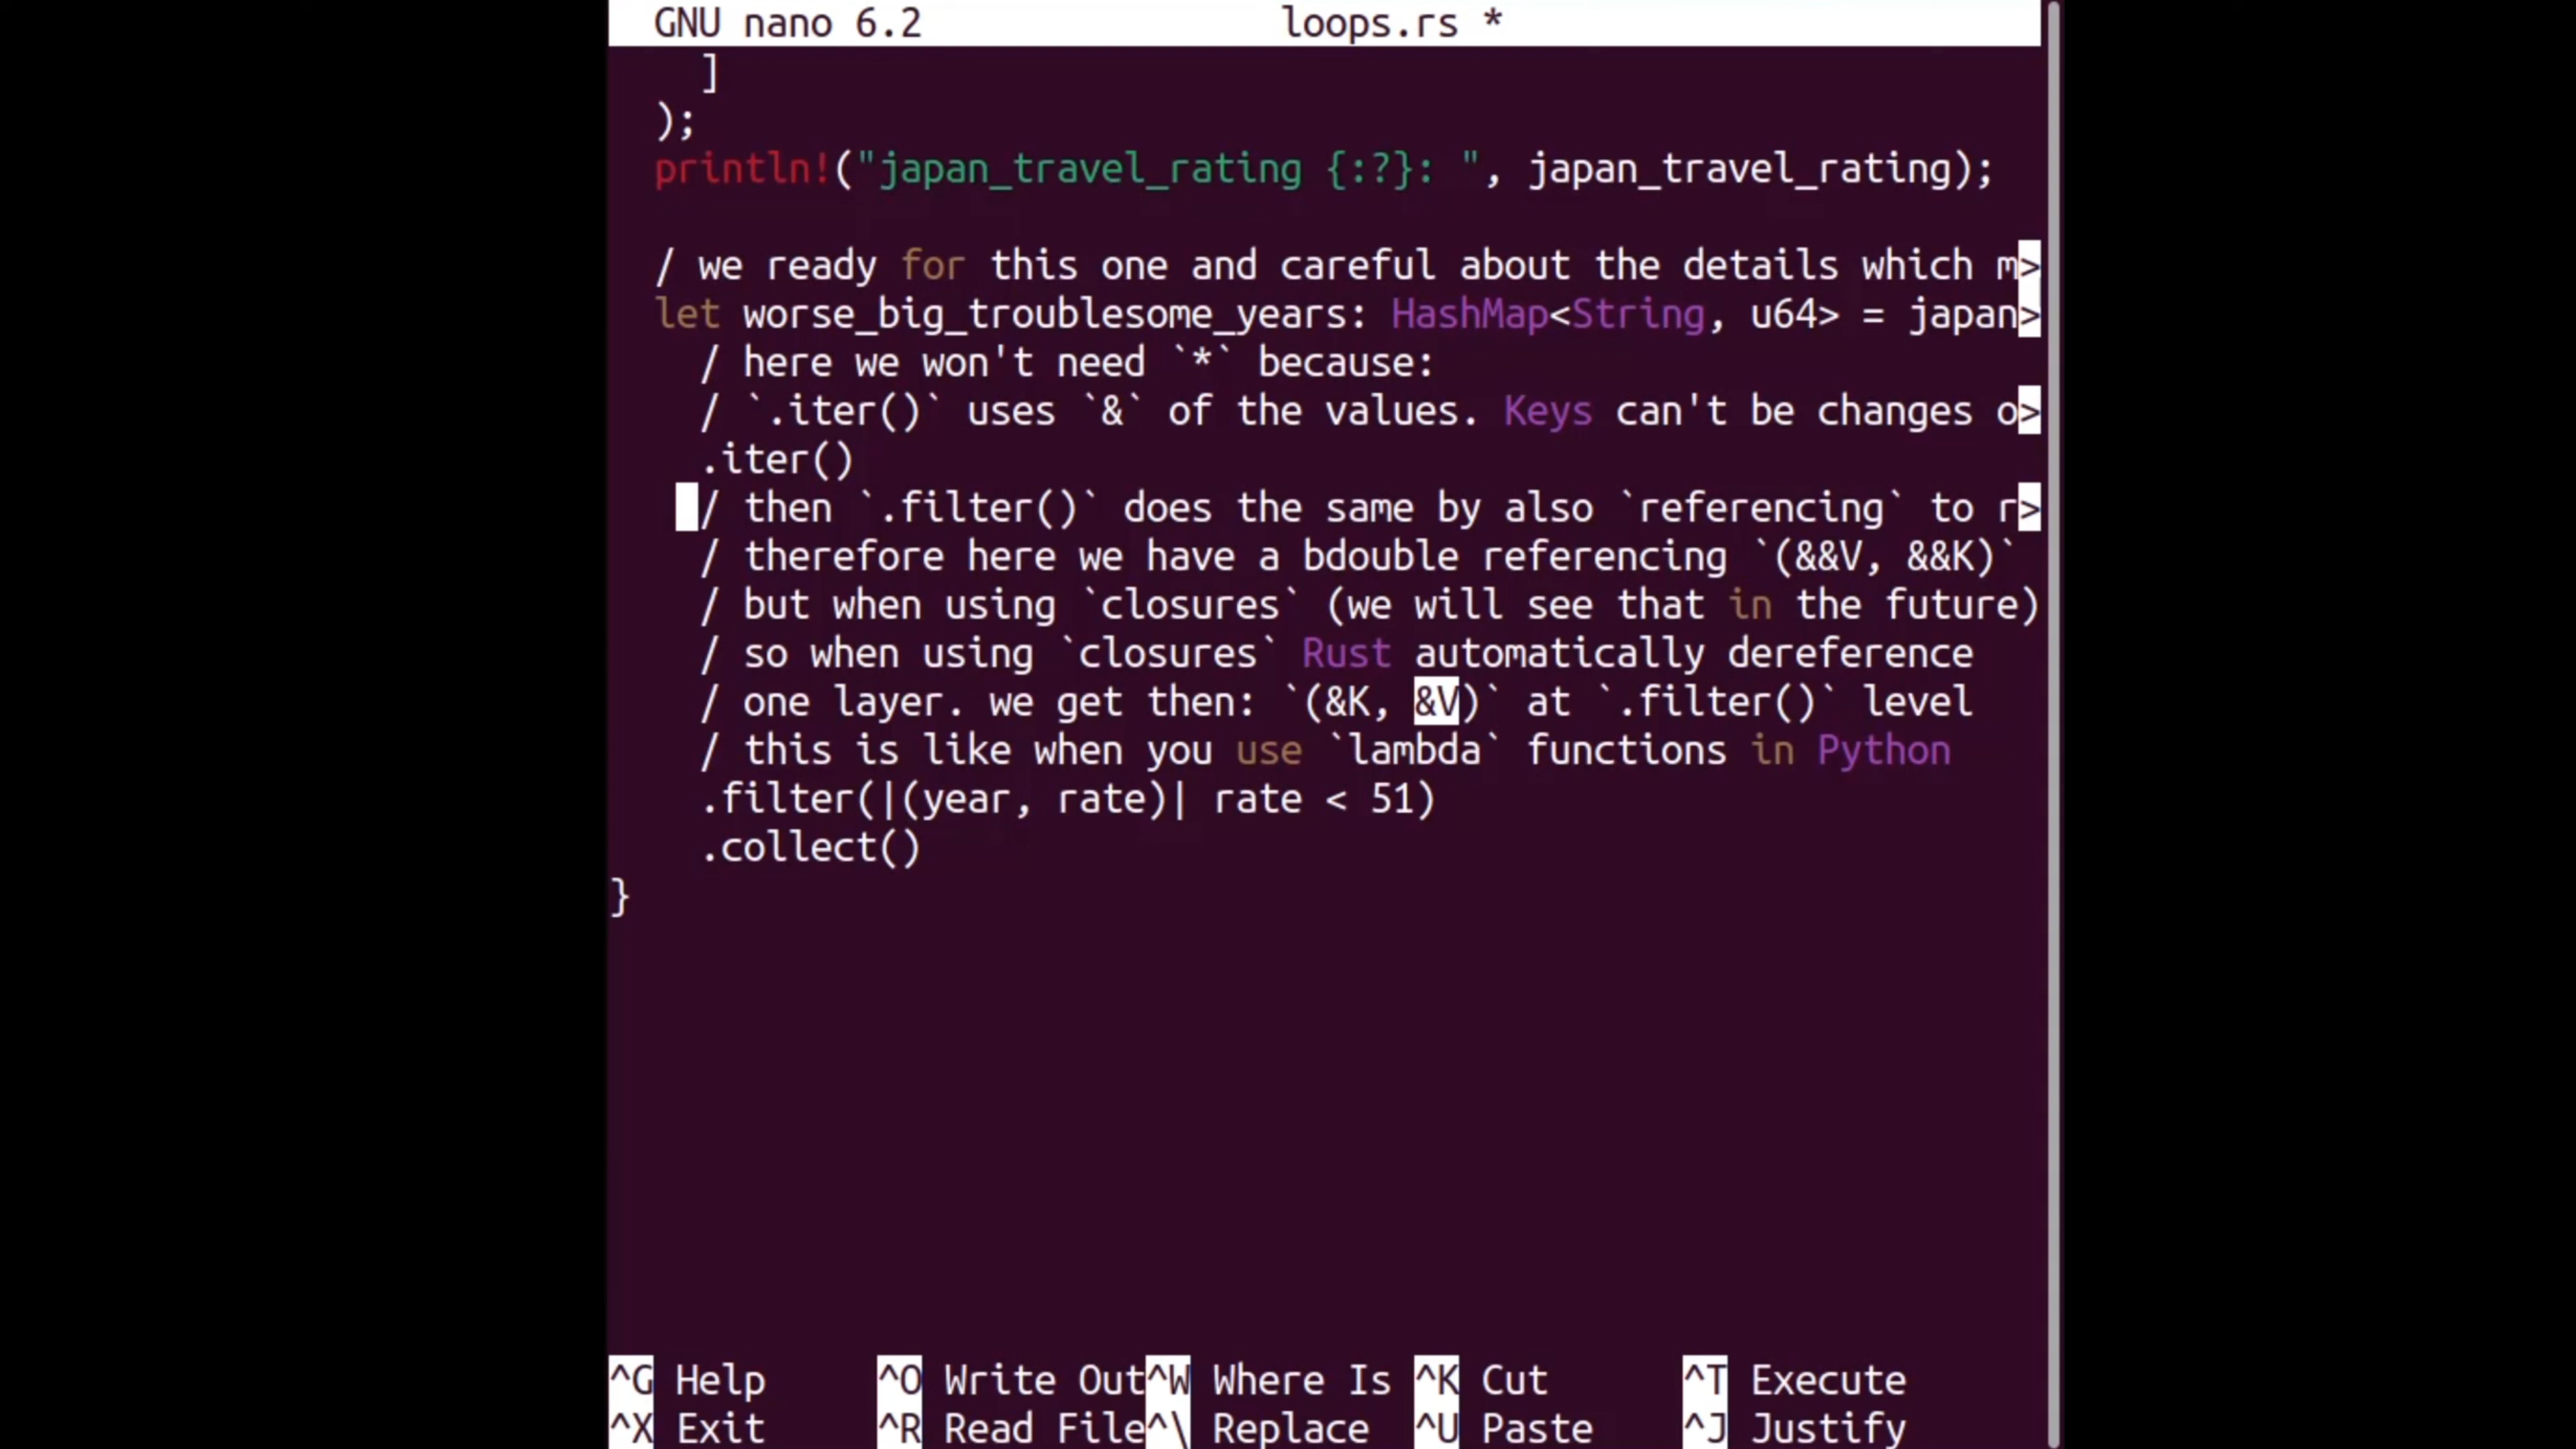 GNU nano 6.2 loops.rs *
]
);
println!("japan_travel_rating {:?}: ", japan_travel_rating);
/ we ready for this one and careful about the details which m>
let worse_big_troublesome_years: HashMap<String, u64> = japan>
/ here we won't need `*` because:
/ `.iter()` uses `&` of the values. Keys can't be changes o>
.iter()
/ then `.filter()` does the same by also `referencing` to r>
/ therefore here we have a bdouble referencing `(&&V, &&K)`
/ but when using `closures` (we will see that in the future)
/ so when using `closures` Rust automatically dereference
/ one layer. we get then: `(&K, &V)` at `.filter()` level
/ this is like when you use `lambda` functions in Python
.filter(|(year, rate)| rate < 51)
.collect()
}
^G Help ^O Write Out ^W Where Is ^K Cut ^T Execute
^X Exit ^R Read File ^\ Replace ^U Paste ^J Justify